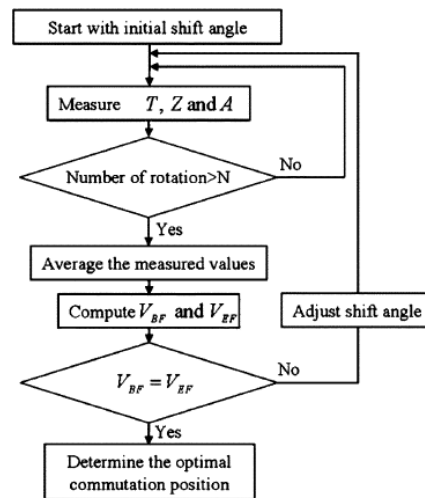 Start with initial shift angle
Measure T, Z and A
Number of rotation>N
No
Yes
Average the measured values
Compute V_BF and V_EF
Adjust shift angle
V_BF = V_EF
No
Yes
Determine the optimal
commutation position